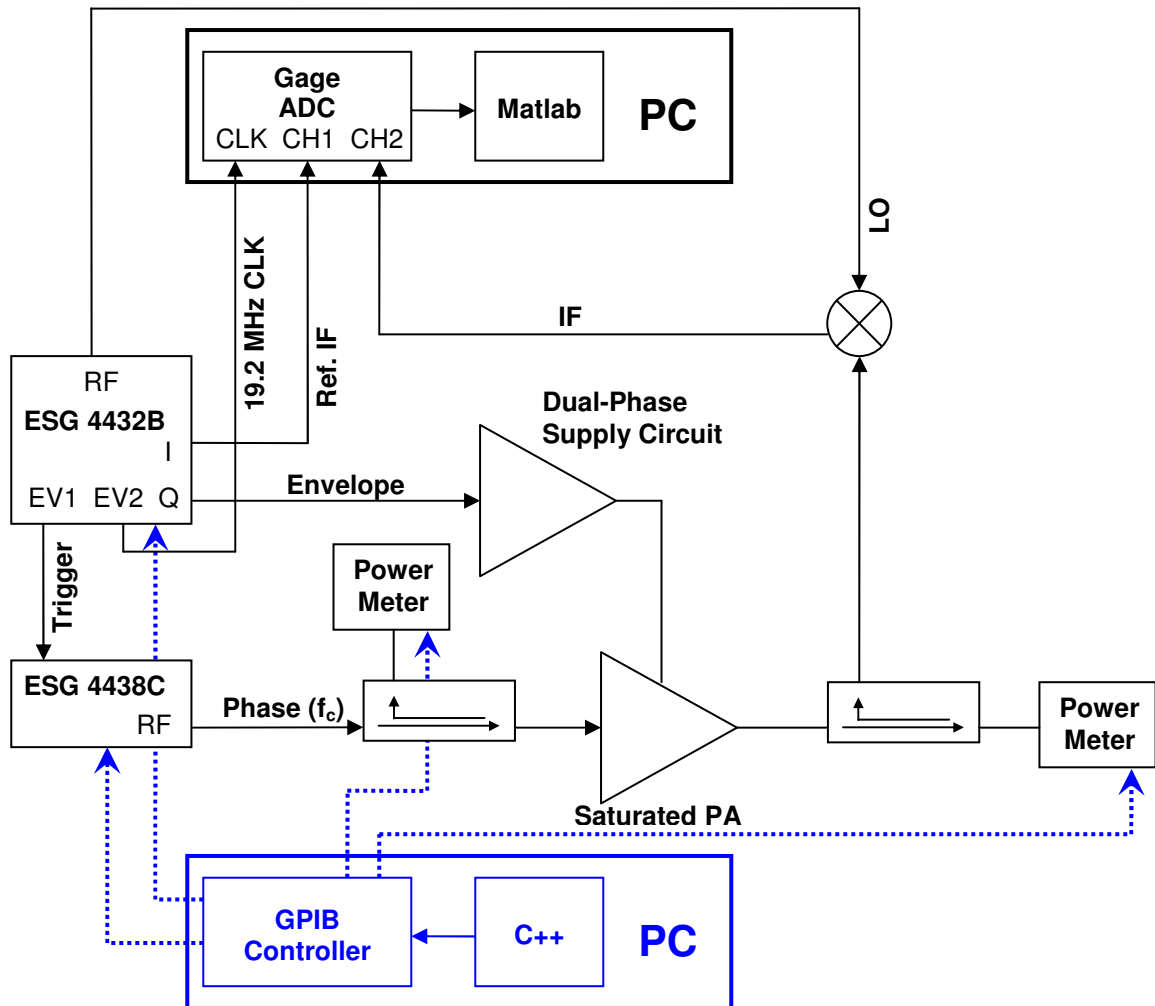 Gage
ADC
CLK CH1 CH2
Matlab
PC
LO
19.2 MHz CLK
Ref. IF
IF
RF
ESG 4432B
I
EV1 EV2 Q
Dual-Phase
Supply Circuit
Envelope
Trigger
Power
Meter
ESG 4438C
RF
Phase (fc)
Power
Meter
Saturated PA
GPIB
Controller
C++
PC